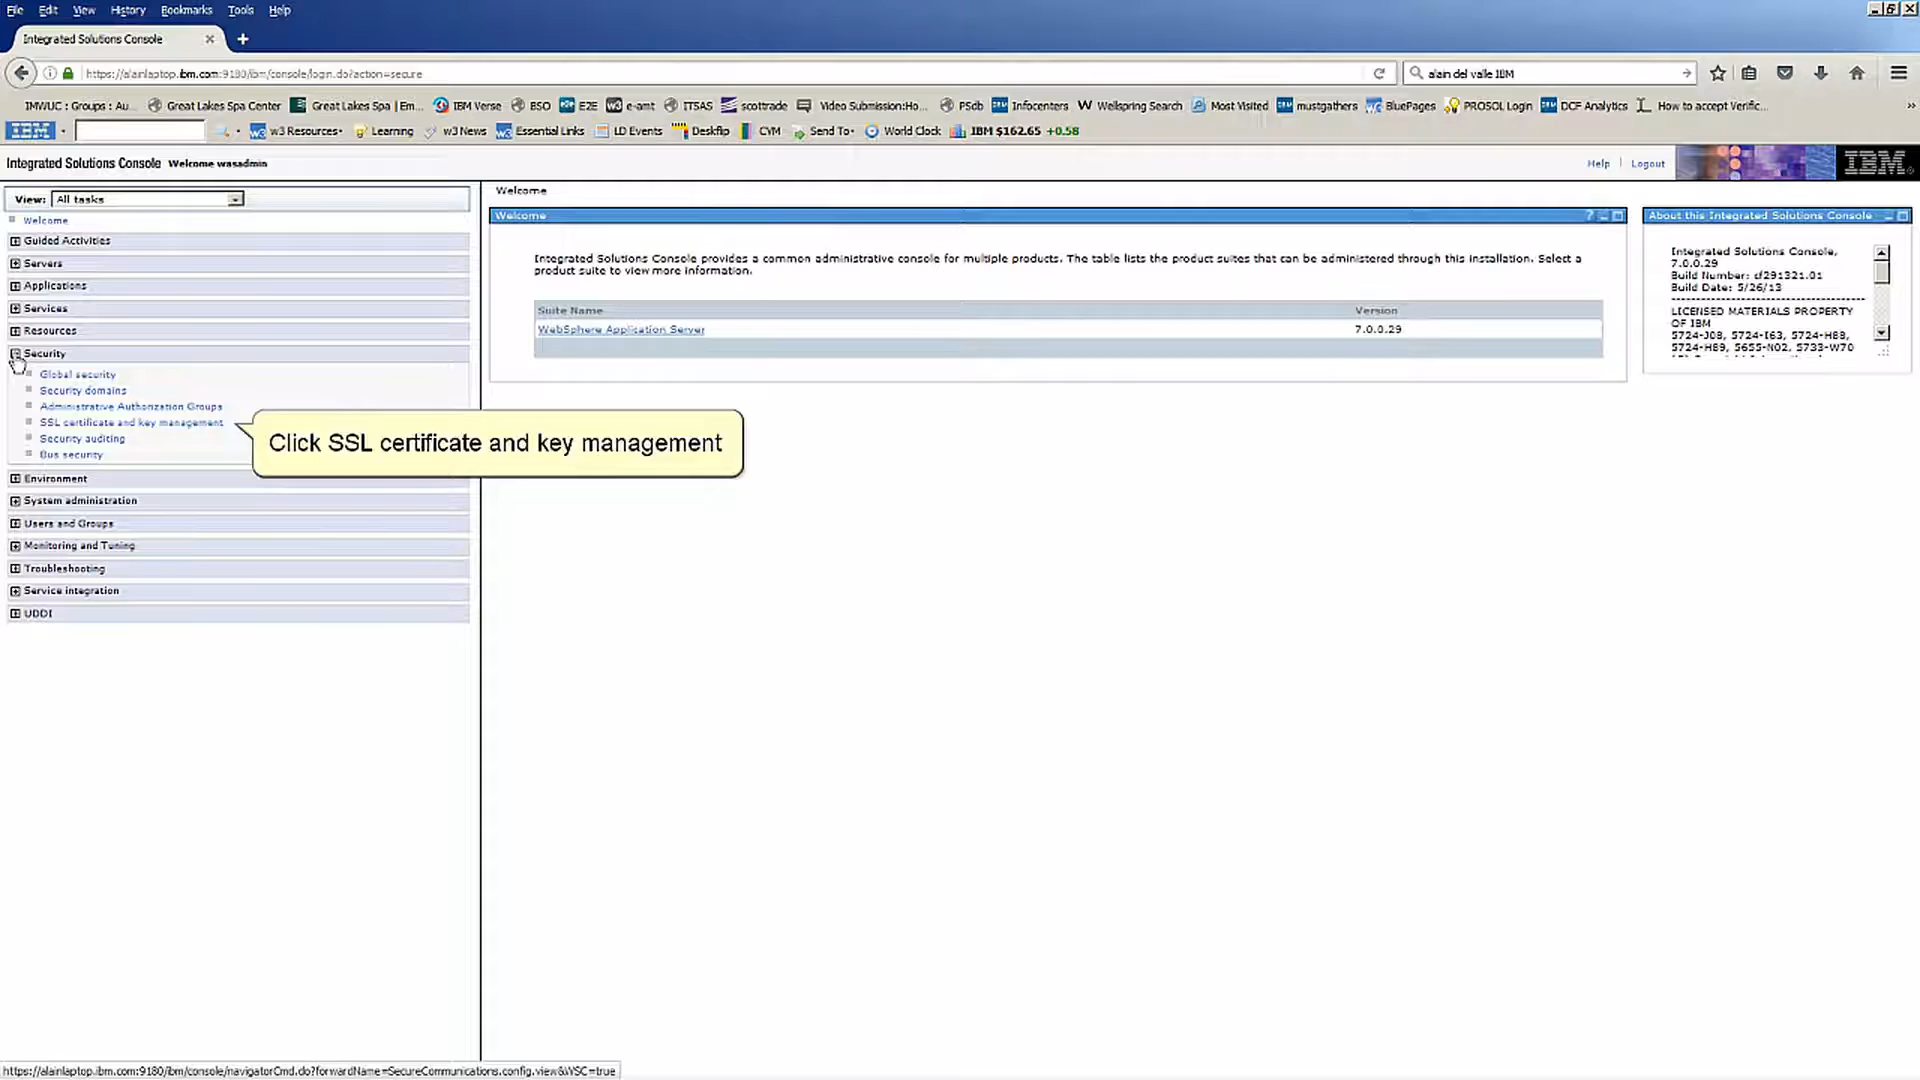 File Edit View History Bookmarks Tools Help
Integrated Solutions Console
https://alainlaptop.ibm.com:9180/ibm/console/login.do?action=secure
alain del valle IBM
IMWUC : Groups : Au... Great Lakes Spa Center Great Lakes Spa | Em... IBM Verse BSO E2E e-amt ITSAS scottrade Video Submission:Ho... PSdb Infocenters Wellspring Search Most Visited mustgathers BluePages PROSOL Login DCF Analytics How to accept Verific...
IBM w3 Resources Learning w3 News Essential Links LD Events Deskflip CYM Send To World Clock IBM $162.65 +0.58
Integrated Solutions Console Welcome wasadmin
Help Logout IBM.
View: All tasks
Welcome
Guided Activities
Servers
Applications
Services
Resources
Security
Global security
Security domains
Administrative Authorization Groups
SSL certificate and key management
Security auditing
Bus security
Environment
System administration
Users and Groups
Monitoring and Tuning
Troubleshooting
Service integration
UDDI
Click SSL certificate and key management
Welcome
Welcome
Integrated Solutions Console provides a common administrative console for multiple products. The table lists the product suites that can be administered through this installation. Select a
product suite to view more information.
Suite Name Version
WebSphere Application Server 7.0.0.29
About this Integrated Solutions Console
Integrated Solutions Console,
7.0.0.29
Build Number: cf291321.01
Build Date: 5/26/13
LICENSED MATERIALS PROPERTY
OF IBM
5724-J08, 5724-I63, 5724-H88,
5724-H89, 5655-N02, 5733-W70
https://alainlaptop.ibm.com:9180/ibm/console/navigatorCmd.do?forwardName=SecureCommunications.config.view&WSC=true